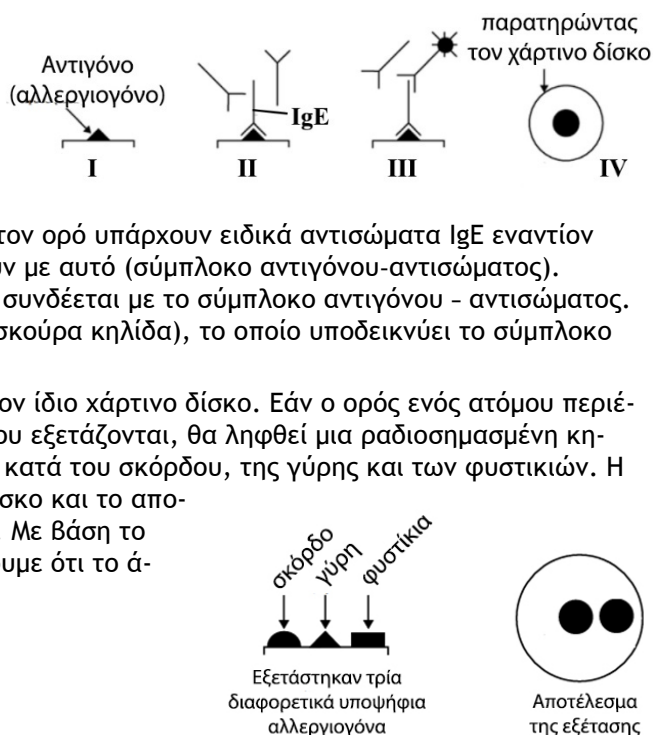 Αντιγόνο
(αλλεργιογόνο)
IgE
παρατηρώντας
τον χάρτινο δίσκο
I
II
III
IV
τον ορό υπάρχουν ειδικά αντισώματα IgE εναντίον
ν με αυτό (σύμπλοκο αντιγόνου-αντισώματος).
συνδέεται με το σύμπλοκο αντιγόνου – αντισώματος.
σκούρα κηλίδα), το οποίο υποδεικνύει το σύμπλοκο
ον ίδιο χάρτινο δίσκο. Εάν ο ορός ενός ατόμου περιέ-
ου εξετάζονται, θα ληφθεί μια ραδιοσημασμένη κη-
κατά του σκόρδου, της γύρης και των φυστικιών. Η
σκο και το απο-
Με βάση το
υμε ότι το ά-
σκόρδο
γύρη
φυστίκια
Εξετάστηκαν τρία
διαφορετικά υποψήφια
αλλεργιογόνα
Αποτέλεσμα
της εξέτασης